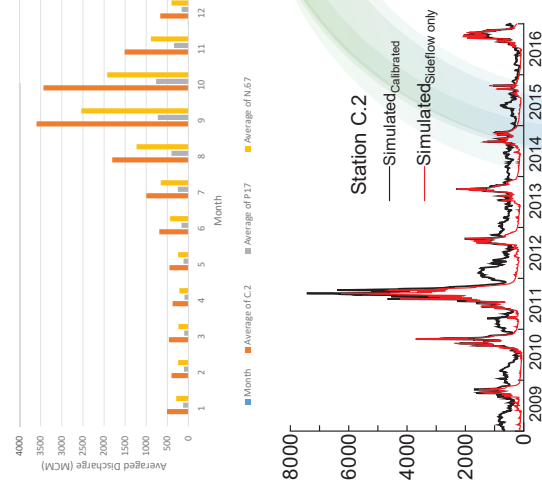 Averaged Discharge (MCM)
4000
3500
3000
2500
2000
1500
1000
500
0
1 2 3 4 5 6 7 8 9 10 11 12
Month
Month Average of C.2 Average of P17 Average of N.67
Station C.2
Simulated Calibrated
Simulated Sideflow only
8000
6000
4000
2000
0
2009 2010 2011 2012 2013 2014 2015 2016